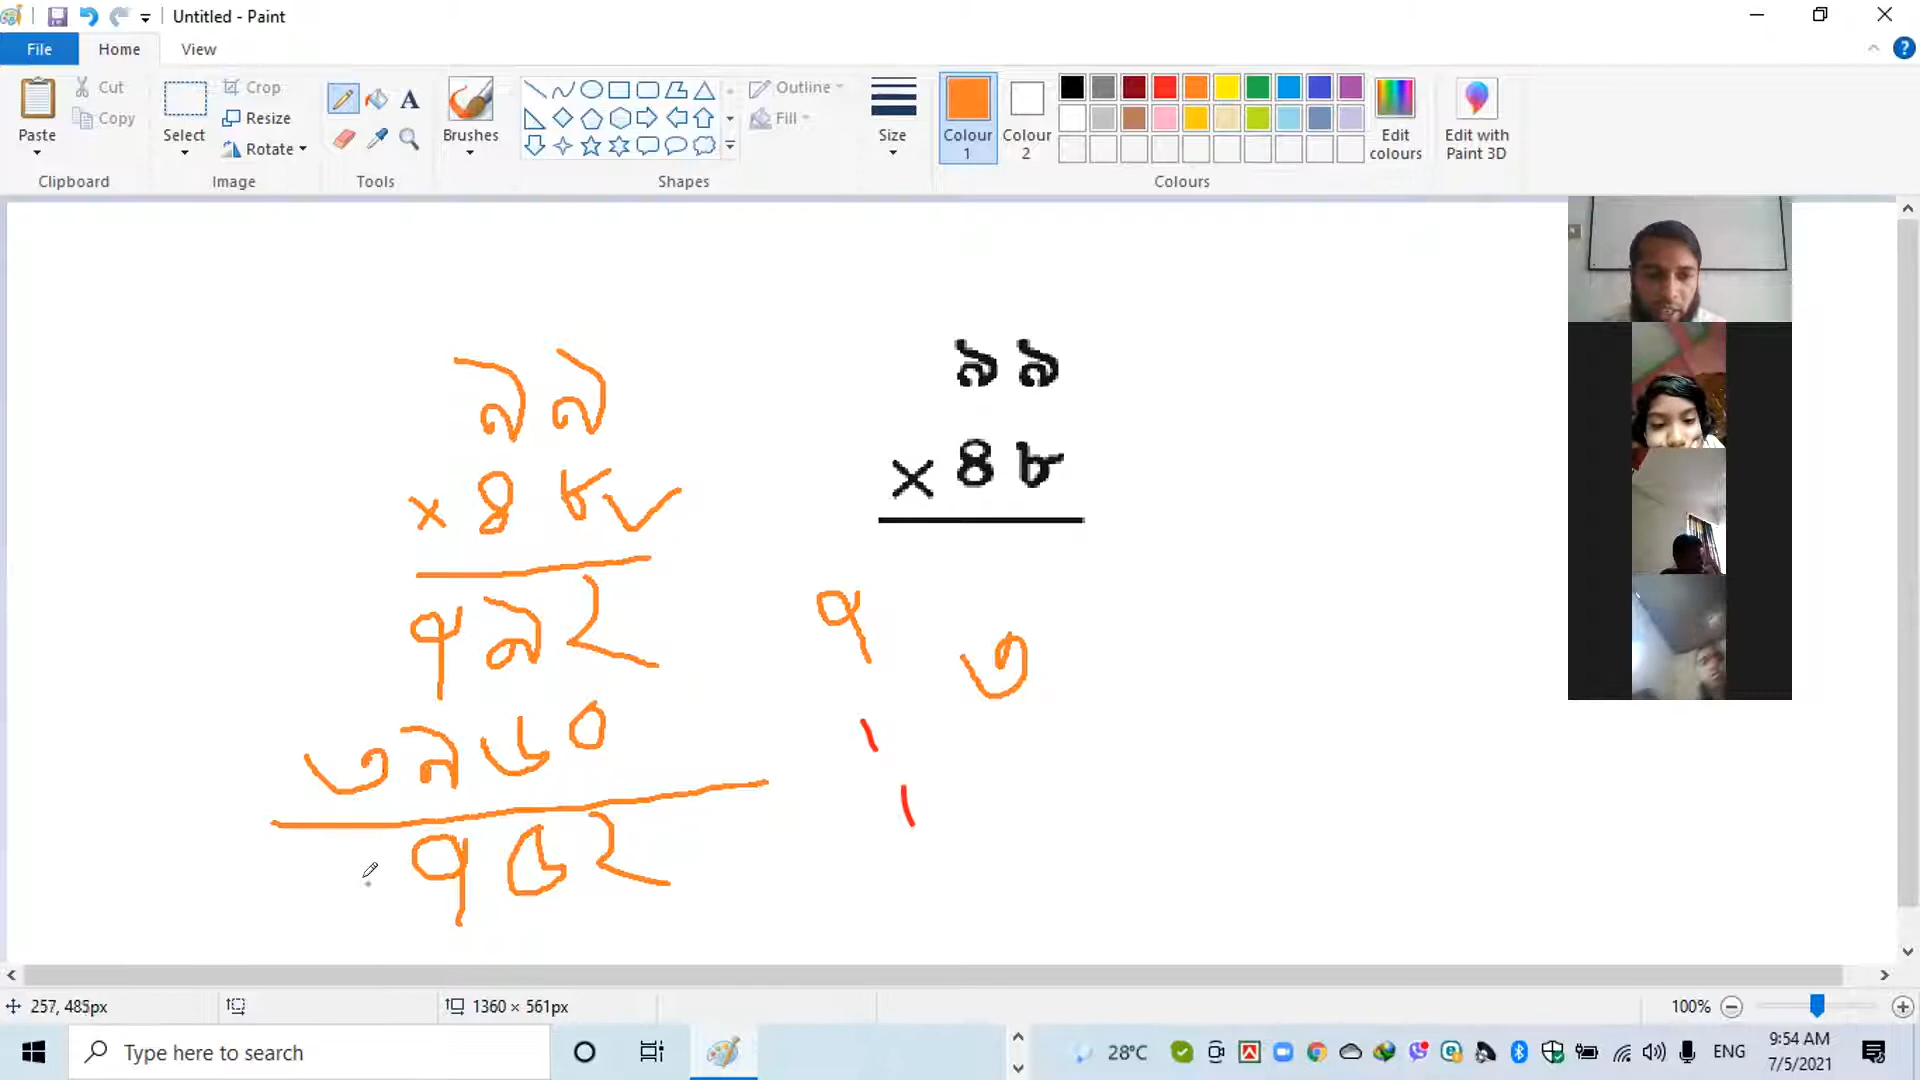 Untitled - Paint
File Home View
Paste Cut Copy Clipboard
Select Crop Resize Rotate Image
Tools
Brushes
Outline Fill Shapes
Size
Colour 1 Colour 2 Edit colours Colours
Edit with Paint 3D
৯৯
×৪৮
৭৯২
৩৯৬০
৭৫২
৯৯
×৪৮
৭
৩
257, 485px
1360 × 561px
100%
Type here to search
28°C
ENG
9:54 AM
7/5/2021